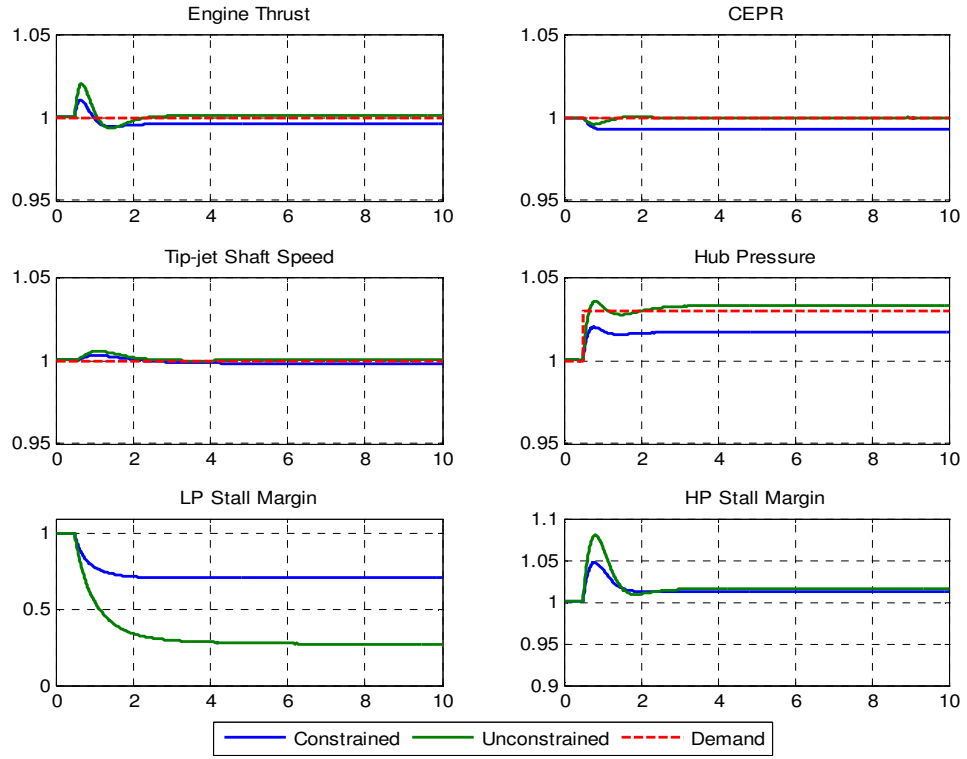 Engine Thrust
CEPR
1.05
1
0.95
0 2 4 6 8 10
1.05
1
0.95
0 2 4 6 8 10
Tip-jet Shaft Speed
Hub Pressure
1.05
1
0.95
0 2 4 6 8 10
1.05
1
0.95
0 2 4 6 8 10
LP Stall Margin
HP Stall Margin
1
0.5
0
0 2 4 6 8 10
1.1
1.05
1
0.95
0.9
0 2 4 6 8 10
Constrained Unconstrained Demand